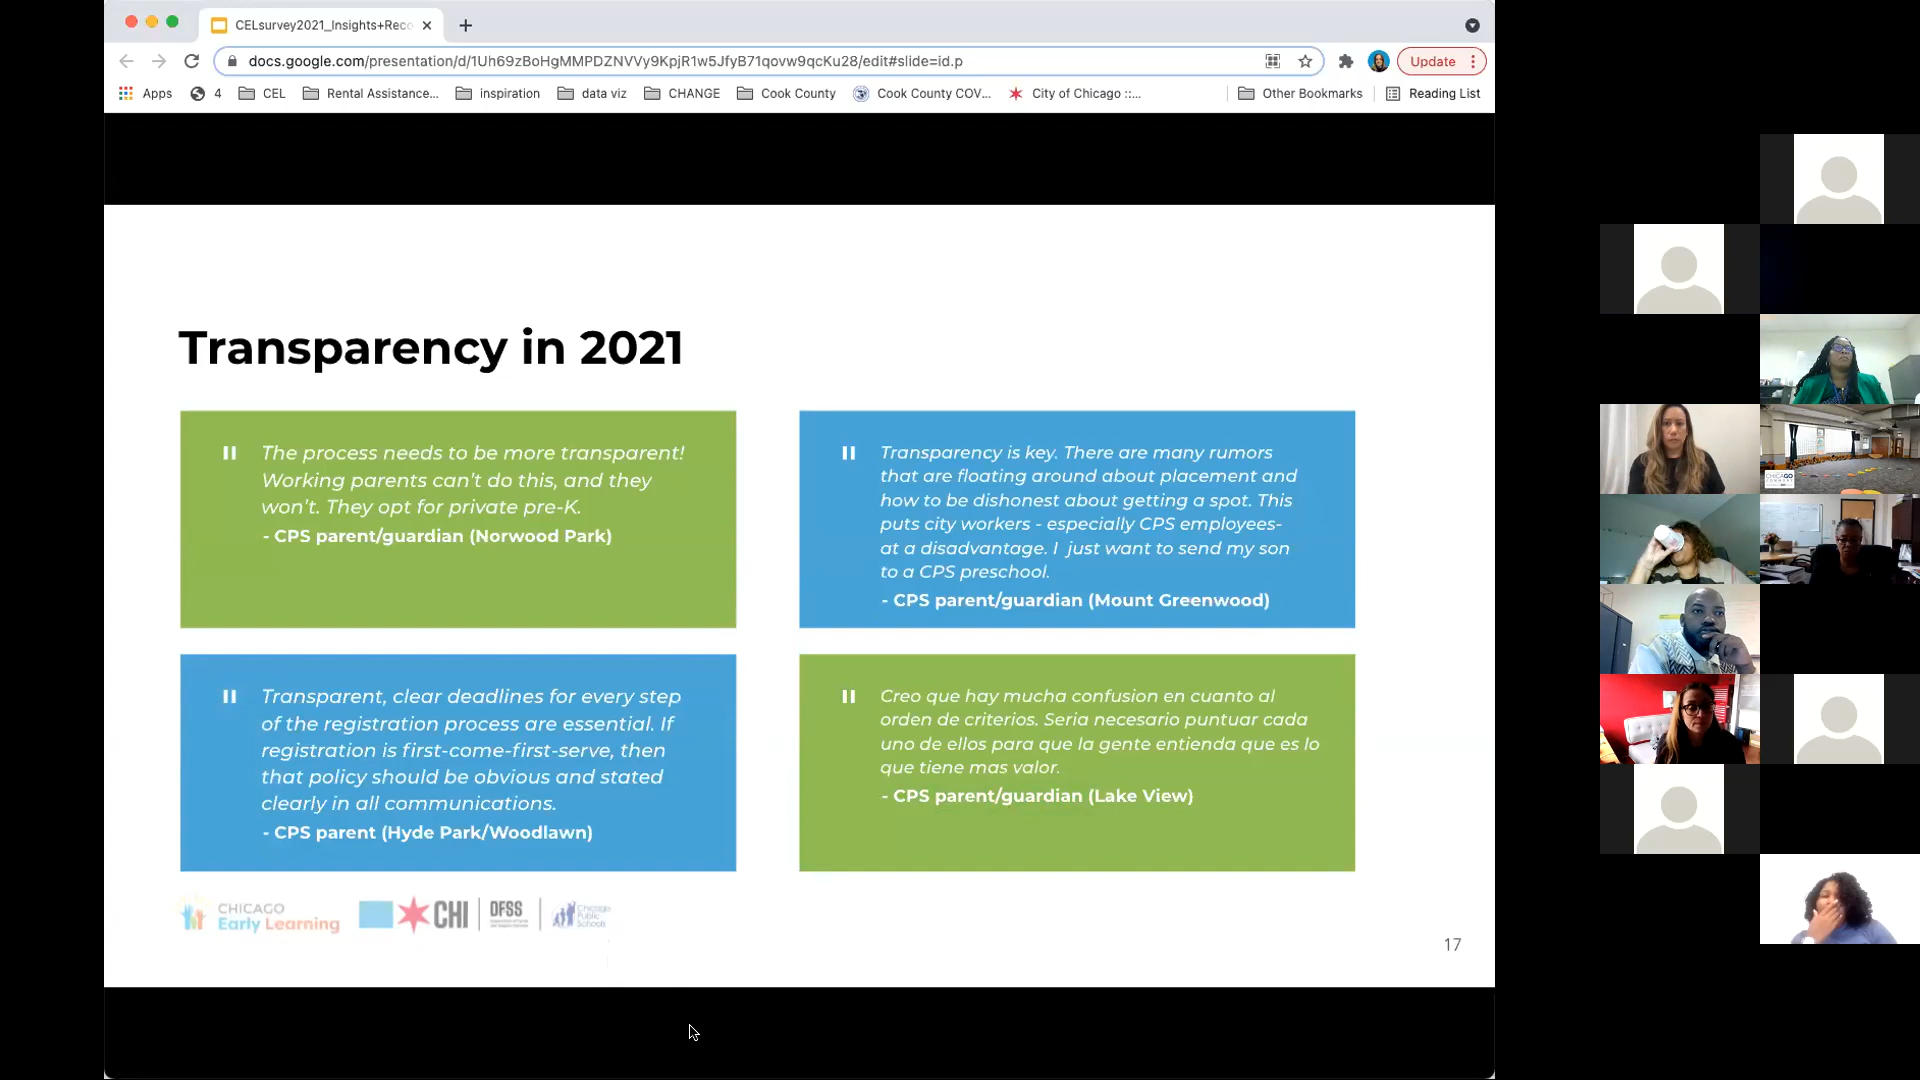 CELsurvey2021_Insights+Reco
docs.google.com/presentation/d/1Uh69zBoHgMMPDZNVVy9KpjR1w5JfyB71qovw9qcKu28/edit#slide=id.p
Update
Apps
4
CEL
Rental Assistance...
inspiration
data viz
CHANGE
Cook County
Cook County COV...
City of Chicago ::...
Other Bookmarks
Reading List
Transparency in 2021
The process needs to be more transparent!
Working parents can't do this, and they
won't. They opt for private pre-K.
- CPS parent/guardian (Norwood Park)
Transparency is key. There are many rumors
that are floating around about placement and
how to be dishonest about getting a spot. This
puts city workers - especially CPS employees-
at a disadvantage. I just want to send my son
to a CPS preschool.
- CPS parent/guardian (Mount Greenwood)
Transparent, clear deadlines for every step
of the registration process are essential. If
registration is first-come-first-serve, then
that policy should be obvious and stated
clearly in all communications.
- CPS parent (Hyde Park/Woodlawn)
Creo que hay mucha confusion en cuanto al
orden de criterios. Seria necesario puntuar cada
uno de ellos para que la gente entienda que es lo
que tiene mas valor.
- CPS parent/guardian (Lake View)
CHICAGO
Early Learning
CHI
DFSS
Chicago
Public
Schools
17
CHICAGO